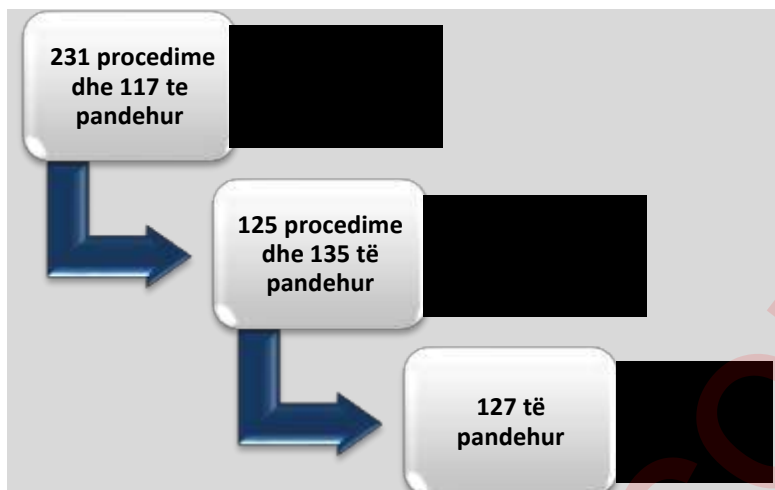 231 procedime
dhe 117 te
pandehur
125 procedime
dhe 135 të
pandehur
127 të
pandehur